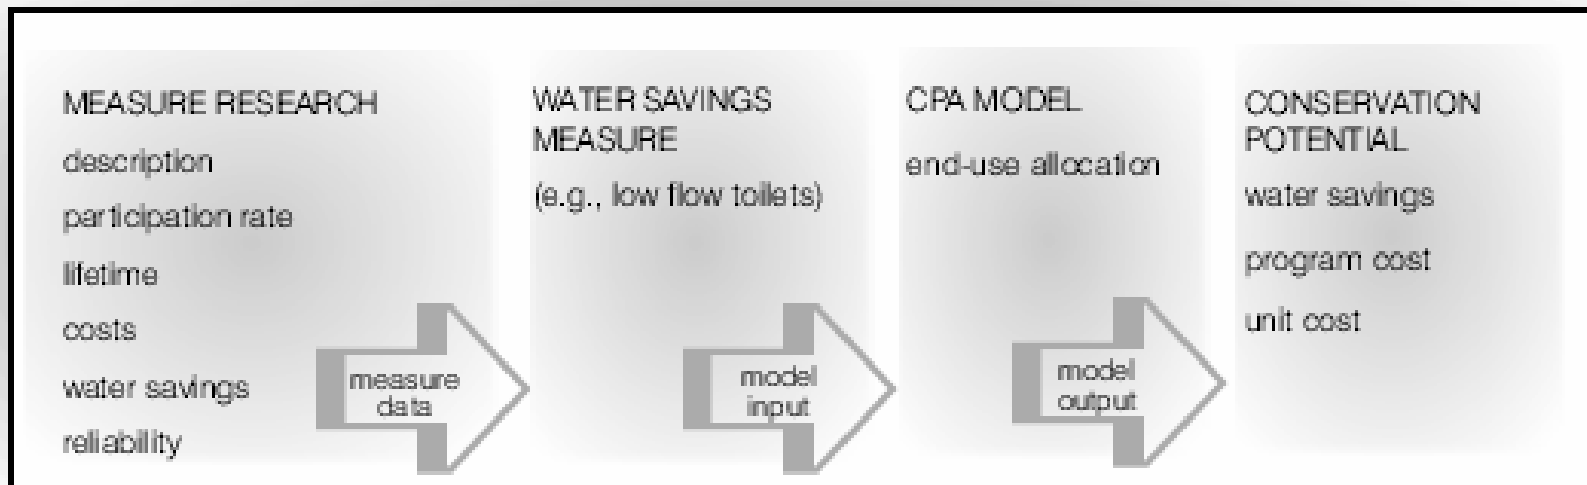 MEASURE RESEARCH
description
participation rate
lifetime
costs
water savings
reliability
measure
data
WATER SAVINGS
MEASURE
(e.g., low flow toilets)
model
input
CPA MODEL
end-use allocation
model
output
CONSERVATION
POTENTIAL
water savings
program cost
unit cost